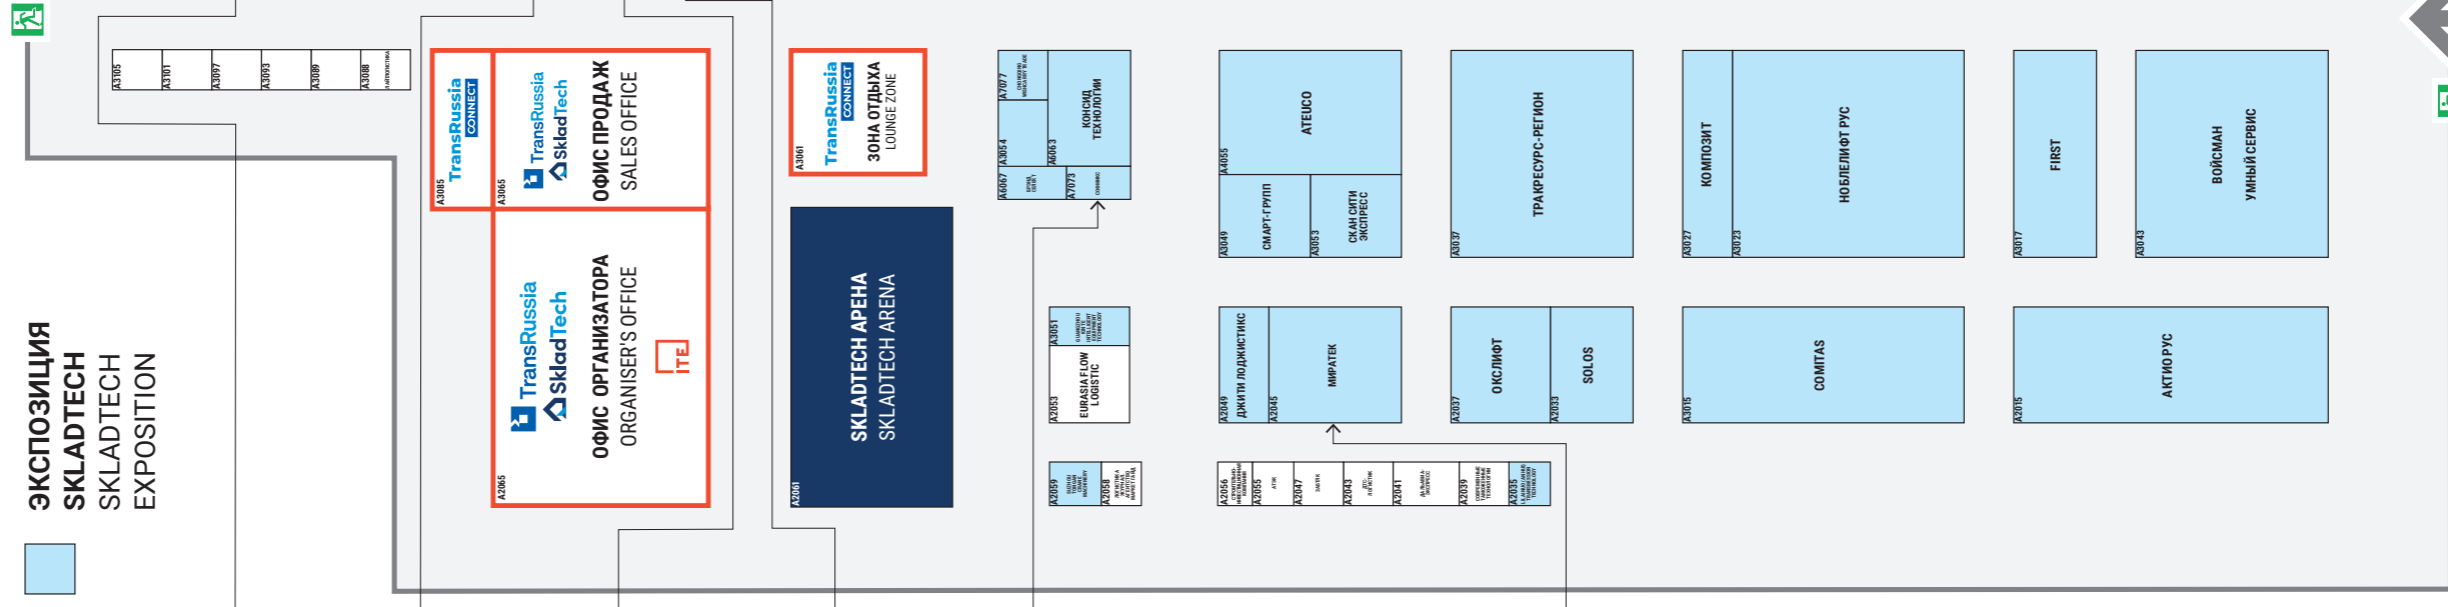 ЭКСПОЗИЦИЯ
SKLADTECH
SKLADTECH
EXPOSITION
A3105
A3101
A3097
A3093
A3089
A3088
A3085
TransRussia
CONNECT
A3065
TransRussia
SkladTech
ОФИС ПРОДАЖ
SALES OFFICE
A2065
TransRussia
SkladTech
ОФИС ОРГАНИЗАТОРА
ORGANISER'S OFFICE
ITE
A3061
TransRussia
CONNECT
ЗОНА ОТДЫХА
LOUNGE ZONE
A2061
SKLADTECH АРЕНА
SKLADTECH ARENA
A7077
A3054
A6063
КОНСИД
ТЕХНОЛОГИИ
A6067
A7073
A3051
A2053
EURASIA FLOW
LOGISTIC
A2059
A2058
A4055
ATEUCO
A3049
СМАРТ-ГРУПП
A3053
СКАН СИТИ
ЭКСПРЕСС
A2049
ДЖИТИ ЛОДЖИСТИКС
A2045
МИРАТЕК
A2056
A2055
A2047
A2043
A2041
A2039
A2035
A3037
ТРАКРЕСУРС-РЕГИОН
A2037
ОКСЛИФТ
A2033
SOLOS
A3027
КОМПОЗИТ
A3023
НОБЛЕЛИФТ РУС
A3015
COMITAS
A3017
FIRST
A3043
ВОЙСМАН
УМНЫЙ СЕРВИС
A2015
АКТИО РУС